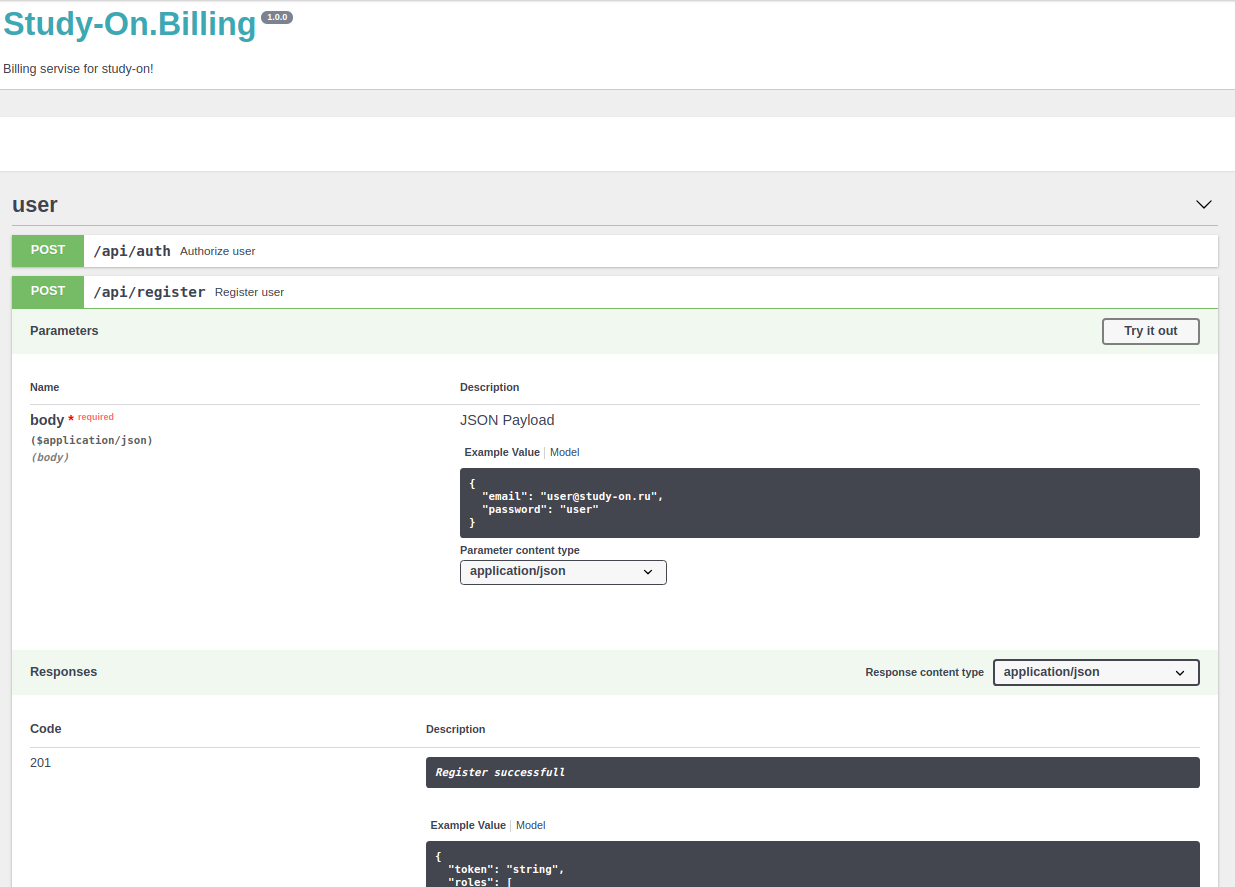 Study-On.Billing 1.0.0
Billing servise for study-on!
user
POST /api/auth Authorize user
POST /api/register Register user
Parameters Try it out
Name Description
body * required JSON Payload
($application/json)
(body)
Example Value Model
{
"email": "user@study-on.ru",
"password": "user"
}
Parameter content type
application/json
Responses Response content type application/json
Code Description
201 Register successfull
Example Value Model
{
"token": "string",
"roles": [